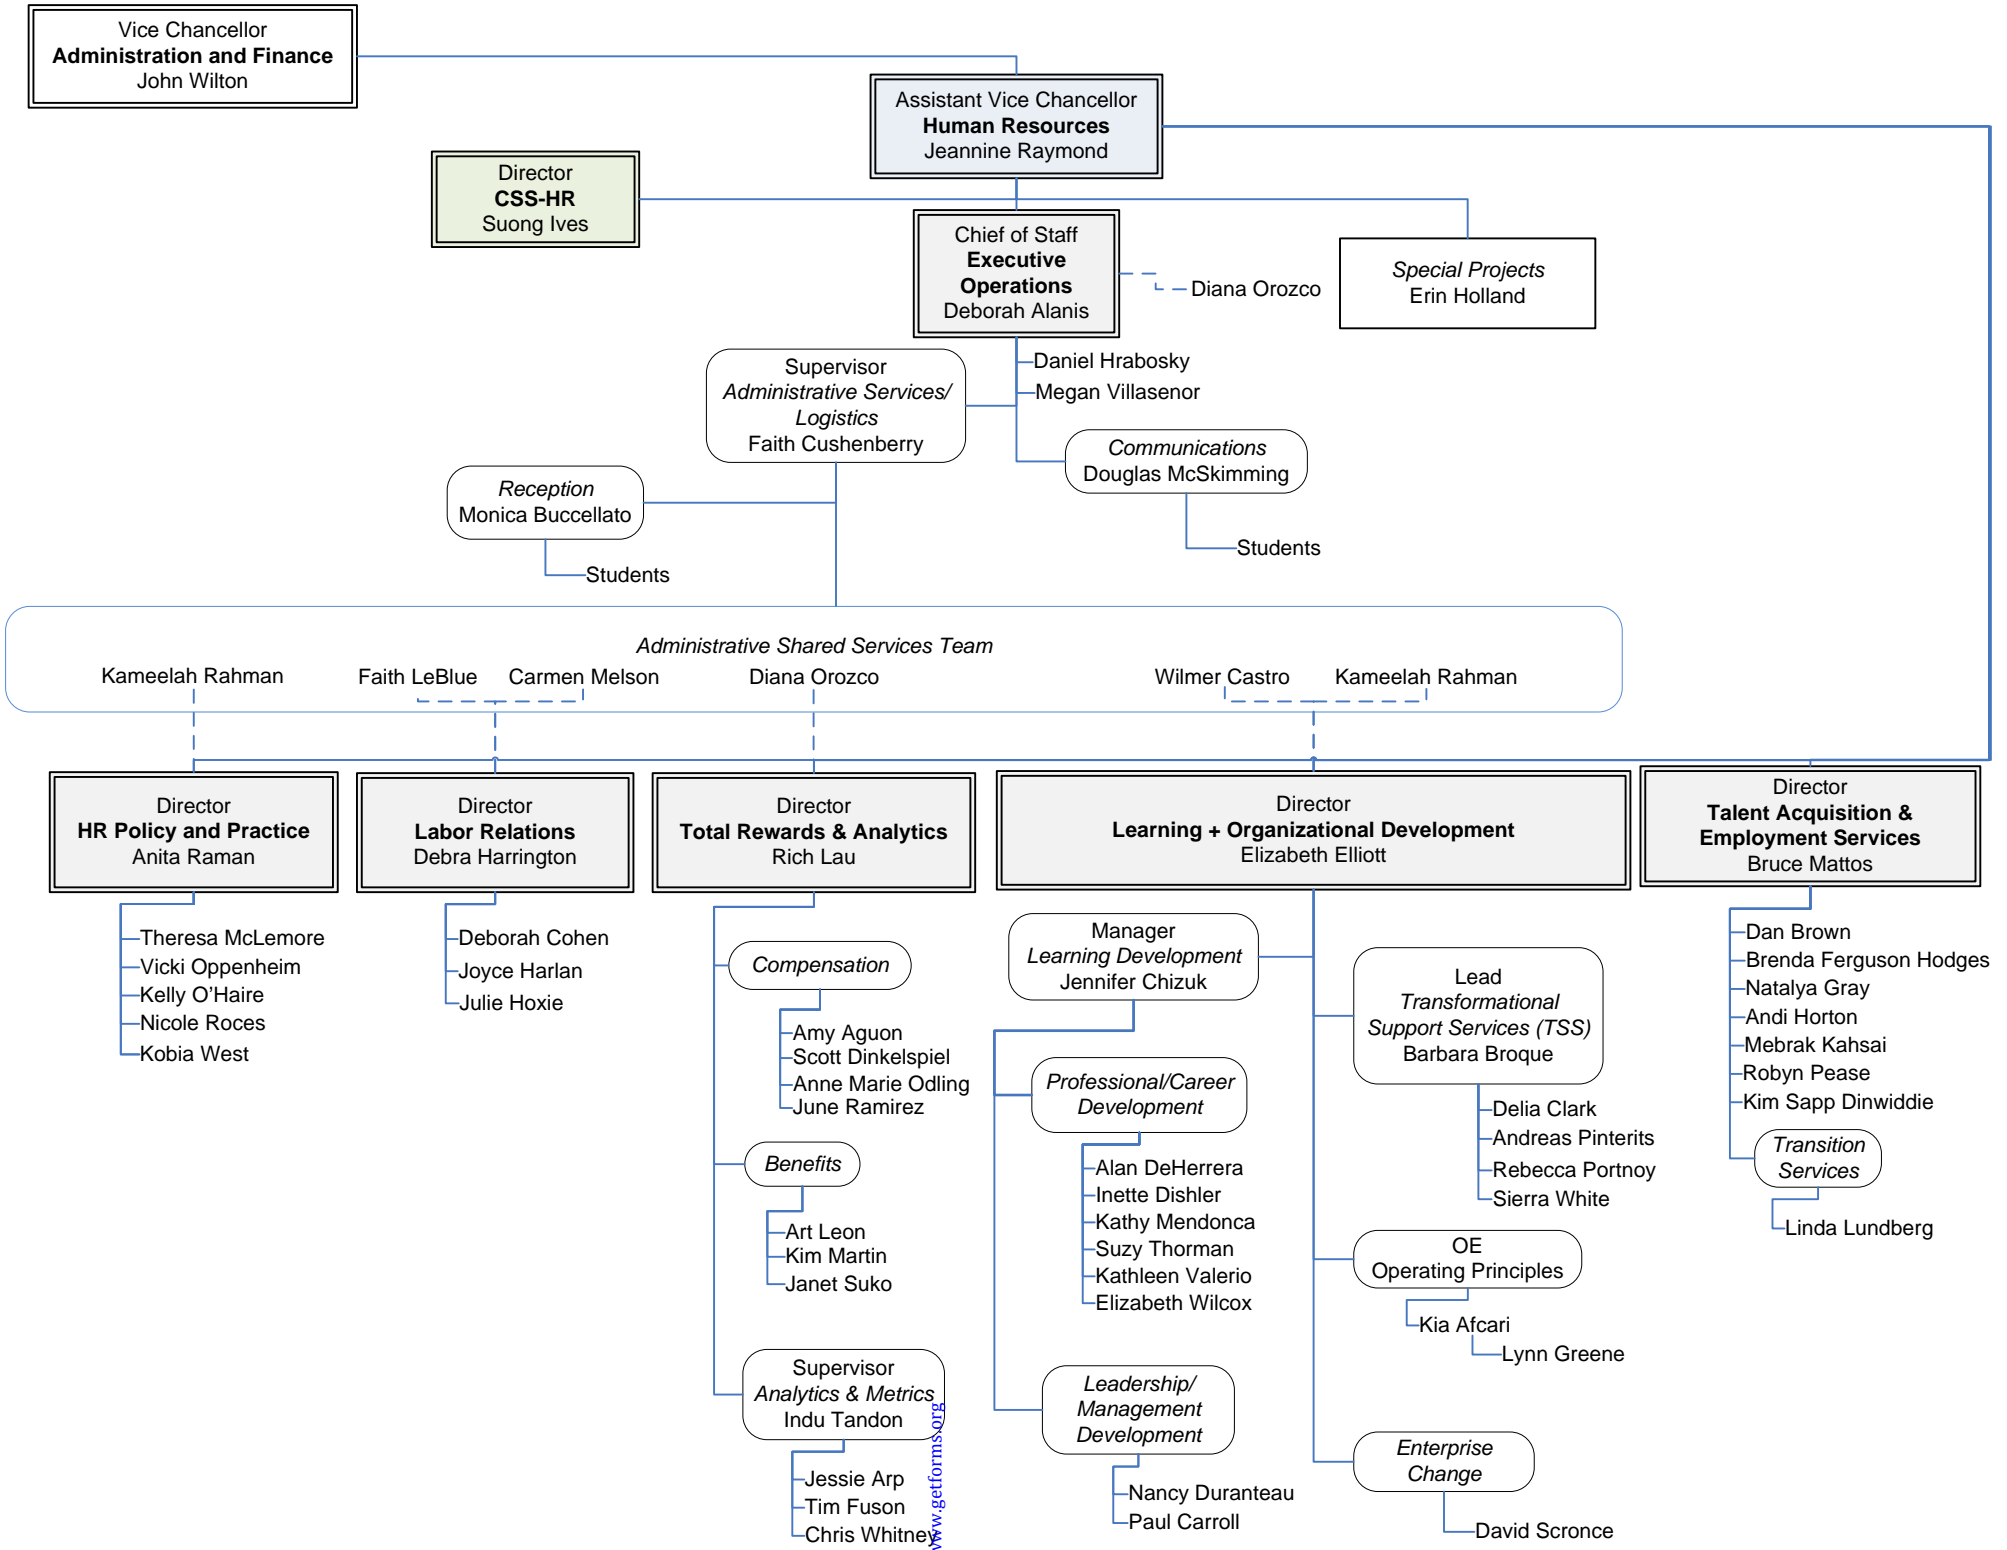 Vice Chancellor
Administration and Finance
John Wilton
Assistant Vice Chancellor
Human Resources
Jeannine Raymond
Director
CSS-HR
Suong Ives
Chief of Staff
Executive
Operations
Deborah Alanis
Diana Orozco
Special Projects
Erin Holland
Daniel Hrabosky
Megan Villasenor
Supervisor
Administrative Services/
Logistics
Faith Cushenberry
Communications
Douglas McSkimming
Students
Reception
Monica Buccellato
Students
Administrative Shared Services Team
Kameelah Rahman
Faith LeBlue
Carmen Melson
Diana Orozco
Wilmer Castro
Kameelah Rahman
Director
HR Policy and Practice
Anita Raman
Theresa McLemore
Vicki Oppenheim
Kelly O’Haire
Nicole Roces
Kobia West
Director
Labor Relations
Debra Harrington
Deborah Cohen
Joyce Harlan
Julie Hoxie
Director
Total Rewards & Analytics
Rich Lau
Compensation
Amy Aguon
Scott Dinkelspiel
Anne Marie Odling
June Ramirez
Benefits
Art Leon
Kim Martin
Janet Suko
Supervisor
Analytics & Metrics
Indu Tandon
Jessie Arp
Tim Fuson
Chris Whitney
www.getforms.org
Director
Learning + Organizational Development
Elizabeth Elliott
Manager
Learning Development
Jennifer Chizuk
Professional/Career
Development
Alan DeHerrera
Inette Dishler
Kathy Mendonca
Suzy Thorman
Kathleen Valerio
Elizabeth Wilcox
Leadership/
Management
Development
Nancy Duranteau
Paul Carroll
Lead
Transformational
Support Services (TSS)
Barbara Broque
Delia Clark
Andreas Pinterits
Rebecca Portnoy
Sierra White
OE
Operating Principles
Kia Afcari
Lynn Greene
Enterprise
Change
David Scronce
Director
Talent Acquisition &
Employment Services
Bruce Mattos
Dan Brown
Brenda Ferguson Hodges
Natalya Gray
Andi Horton
Mebrak Kahsai
Robyn Pease
Kim Sapp Dinwiddie
Transition
Services
Linda Lundberg